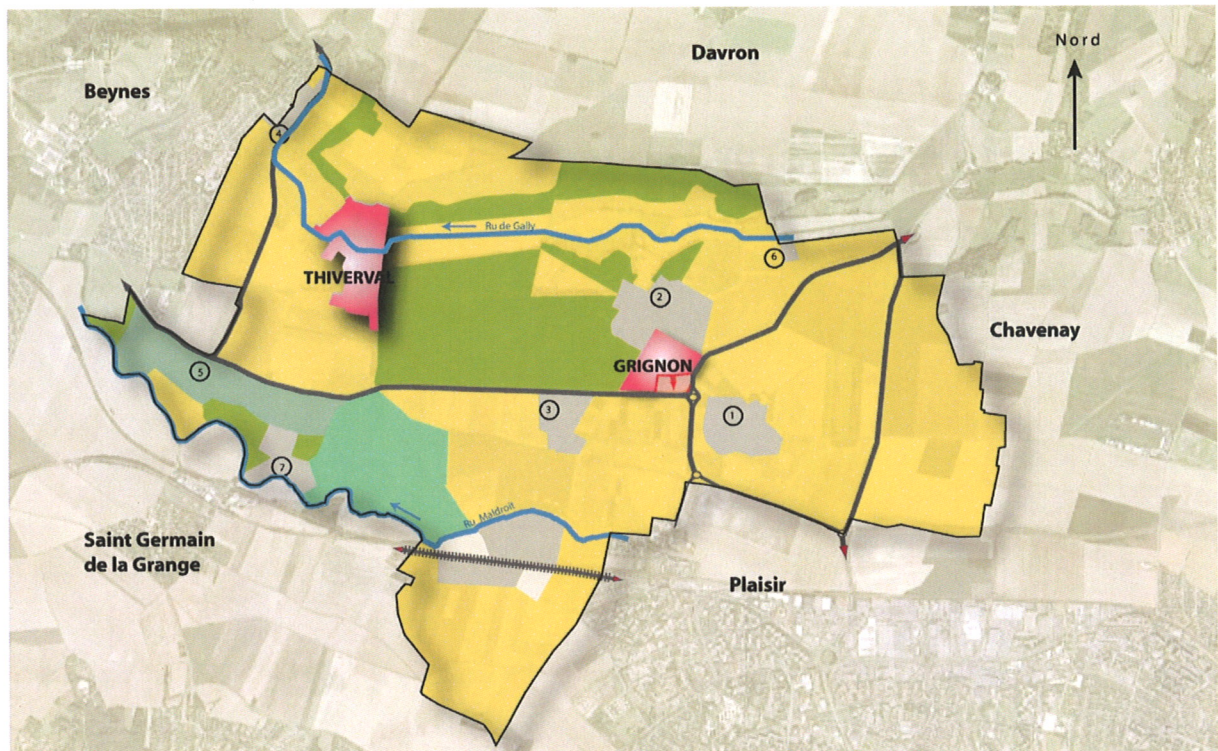 Davron
Nord
Beynes
4
Ru de Gally
6
THIVERVAL
2
Chavenay
GRIGNON
5
3
1
7
Ru Maldroit
Saint Germain
de la Grange
Plaisir